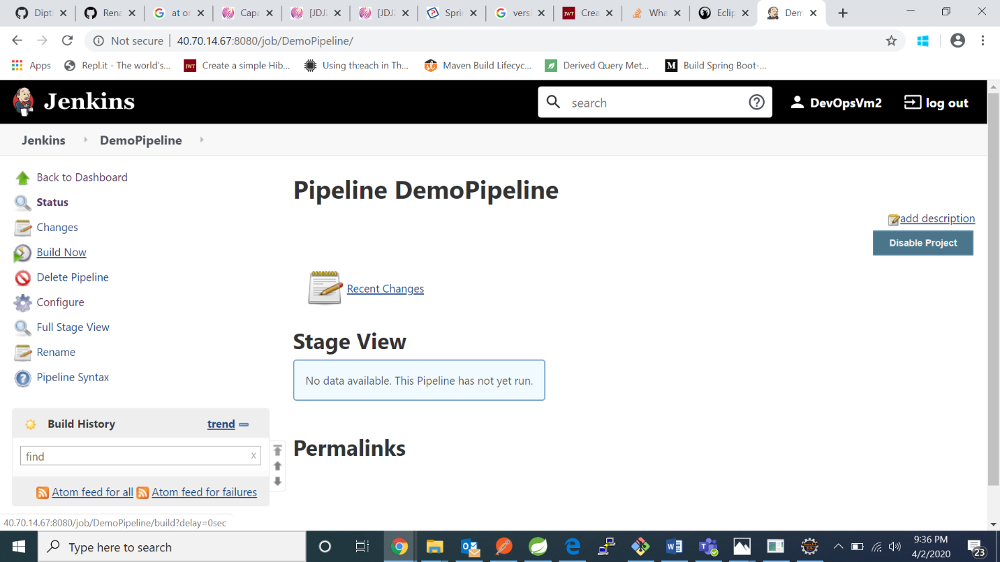 Dipti
Rena
at or
Capa
[JDJ2
[JDJ2
Sprin
versi
Crea
Wha
Eclip
Dem
Not secure 40.70.14.67:8080/job/DemoPipeline/
Apps
Repl.it - The world's...
JWT Create a simple Hib...
Using th:each in Th...
Maven Build Lifecyc...
Derived Query Met...
M Build Spring Boot-...
Jenkins
search
DevOpsVm2
log out
Jenkins
DemoPipeline
Back to Dashboard
Status
Changes
Build Now
Delete Pipeline
Configure
Full Stage View
Rename
Pipeline Syntax
Build History trend
find x
Atom feed for all Atom feed for failures
Pipeline DemoPipeline
add description
Disable Project
Recent Changes
Stage View
No data available. This Pipeline has not yet run.
Permalinks
40.70.14.67:8080/job/DemoPipeline/build?delay=0sec
Type here to search
9:36 PM
4/2/2020
23